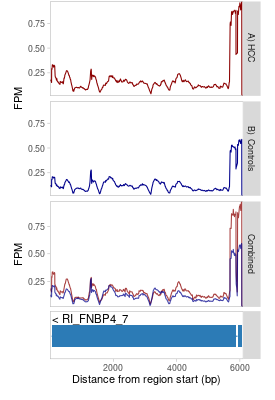 0.75
0.50
0.25
FPM
A) HCC
0.75
0.50
0.25
B) Controls
0.75
0.50
0.25
FPM
Combined
< RI_FNBP4_7
2000
4000
6000
Distance from region start (bp)